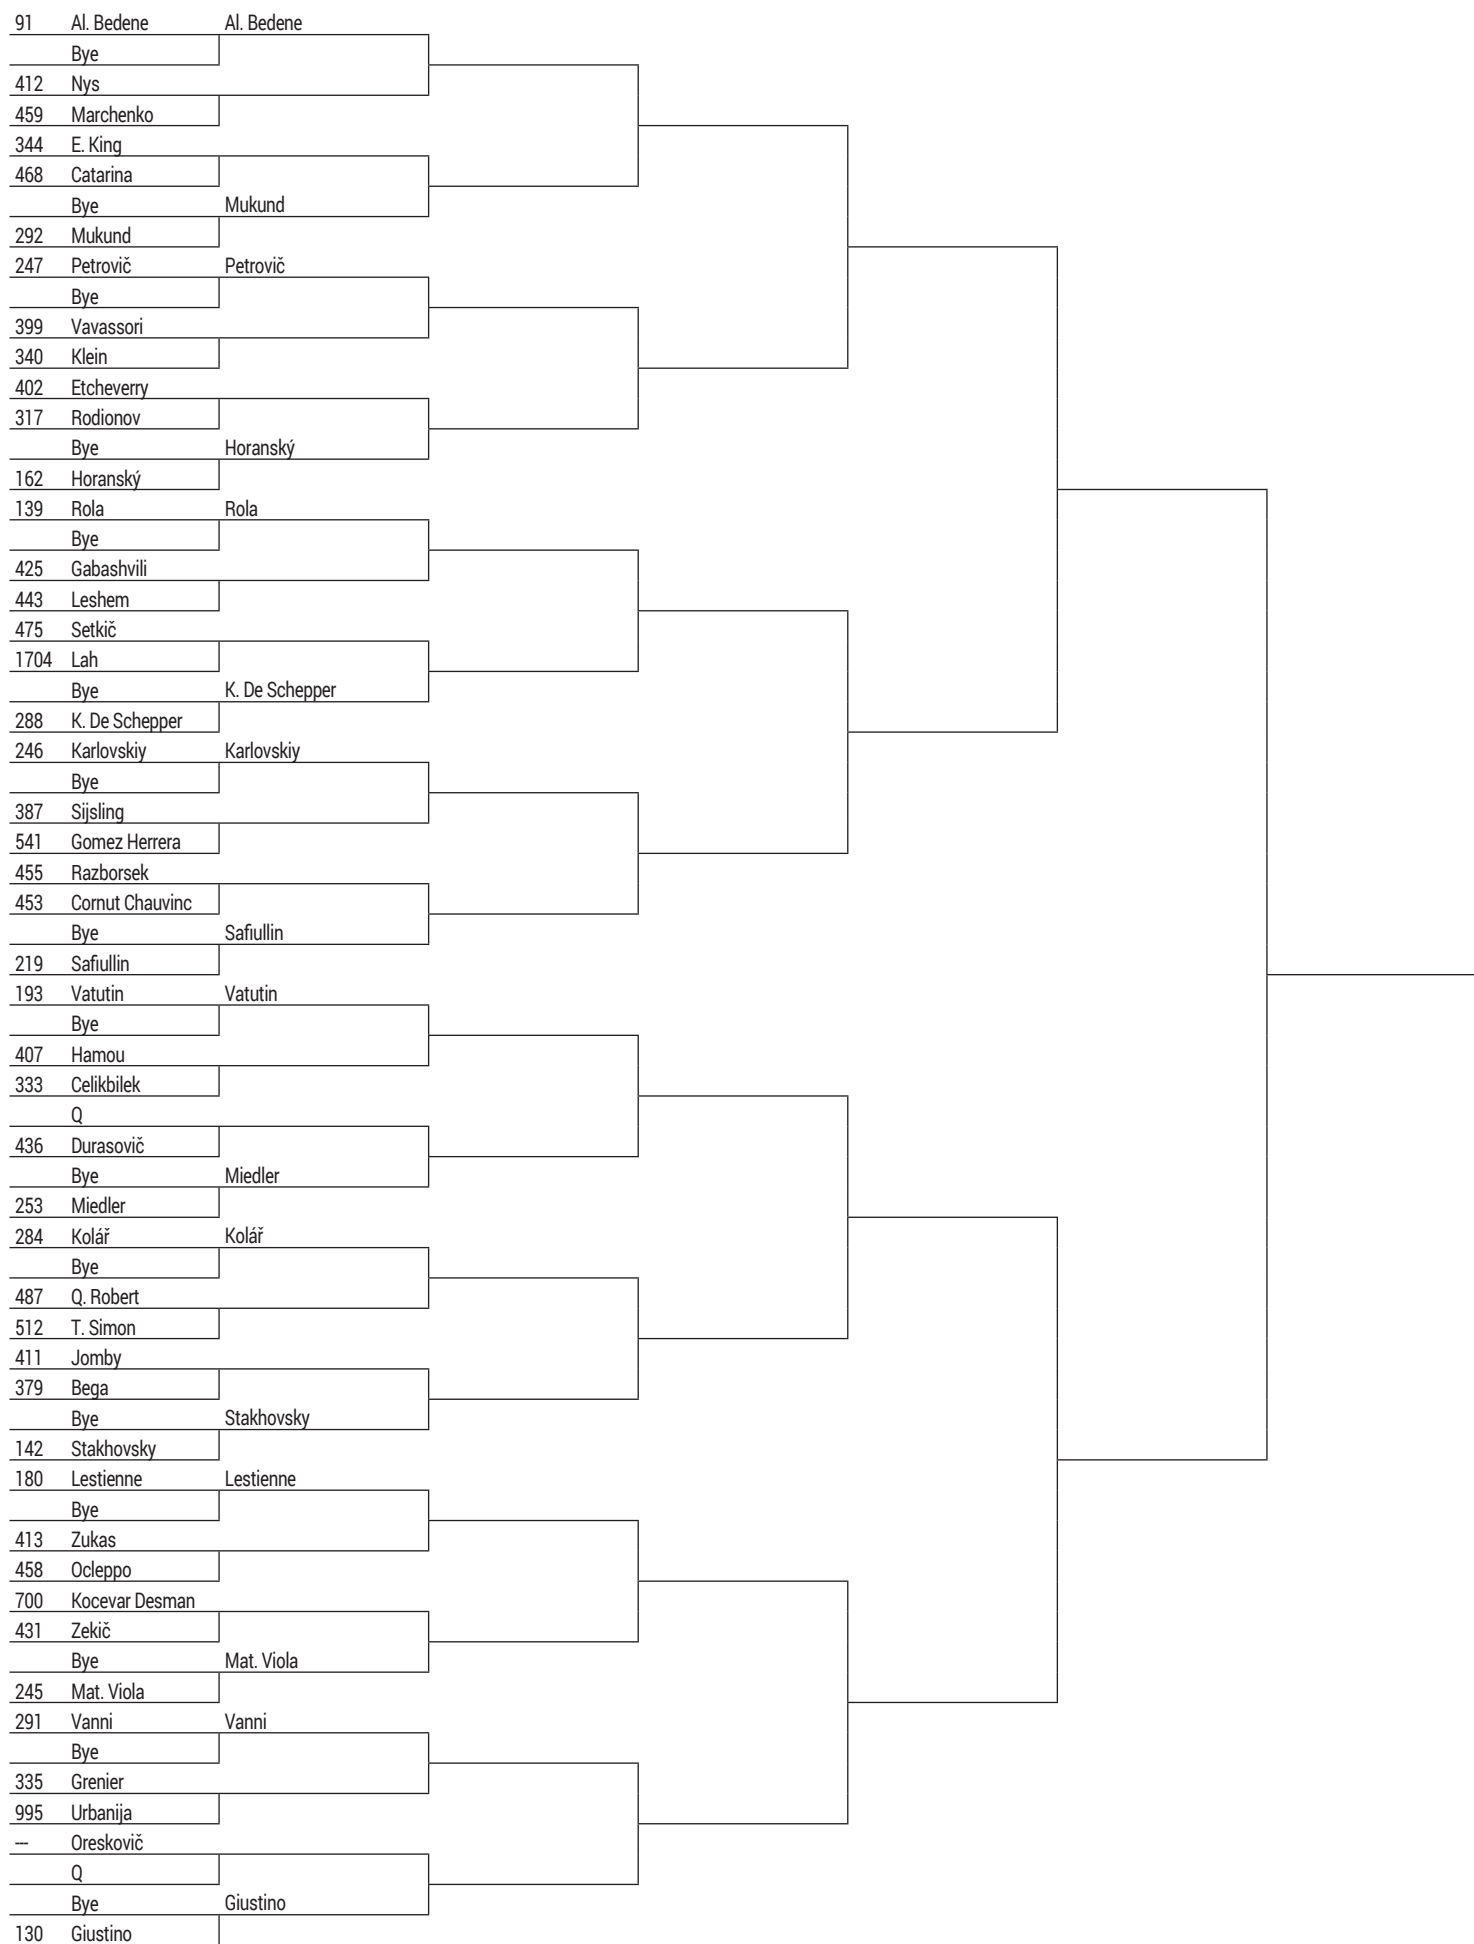 91 Al. Bedene Al. Bedene
Bye
412 Nys
459 Marchenko
344 E. King
468 Catarina
Bye Mukund
292 Mukund
247 Petrovič Petrovič
Bye
399 Vavassori
340 Klein
402 Etcheverry
317 Rodionov
Bye Horanský
162 Horanský
139 Rola Rola
Bye
425 Gabashvili
443 Leshem
475 Setkič
1704 Lah
Bye K. De Schepper
288 K. De Schepper
246 Karlovskiy Karlovskiy
Bye
387 Sijsling
541 Gomez Herrera
455 Razborsek
453 Cornut Chauvinc
Bye Safiullin
219 Safiullin
193 Vatutin Vatutin
Bye
407 Hamou
333 Celikbilek
Q
436 Durasovič
Bye Miedler
253 Miedler
284 Kolář Kolář
Bye
487 Q. Robert
512 T. Simon
411 Jomby
379 Bega
Bye Stakhovsky
142 Stakhovsky
180 Lestienne Lestienne
Bye
413 Zukas
458 Ocleppo
700 Kocevar Desman
431 Zekič
Bye Mat. Viola
245 Mat. Viola
291 Vanni Vanni
Bye
335 Grenier
995 Urbanija
--- Oreskovič
Q
Bye Giustino
130 Giustino